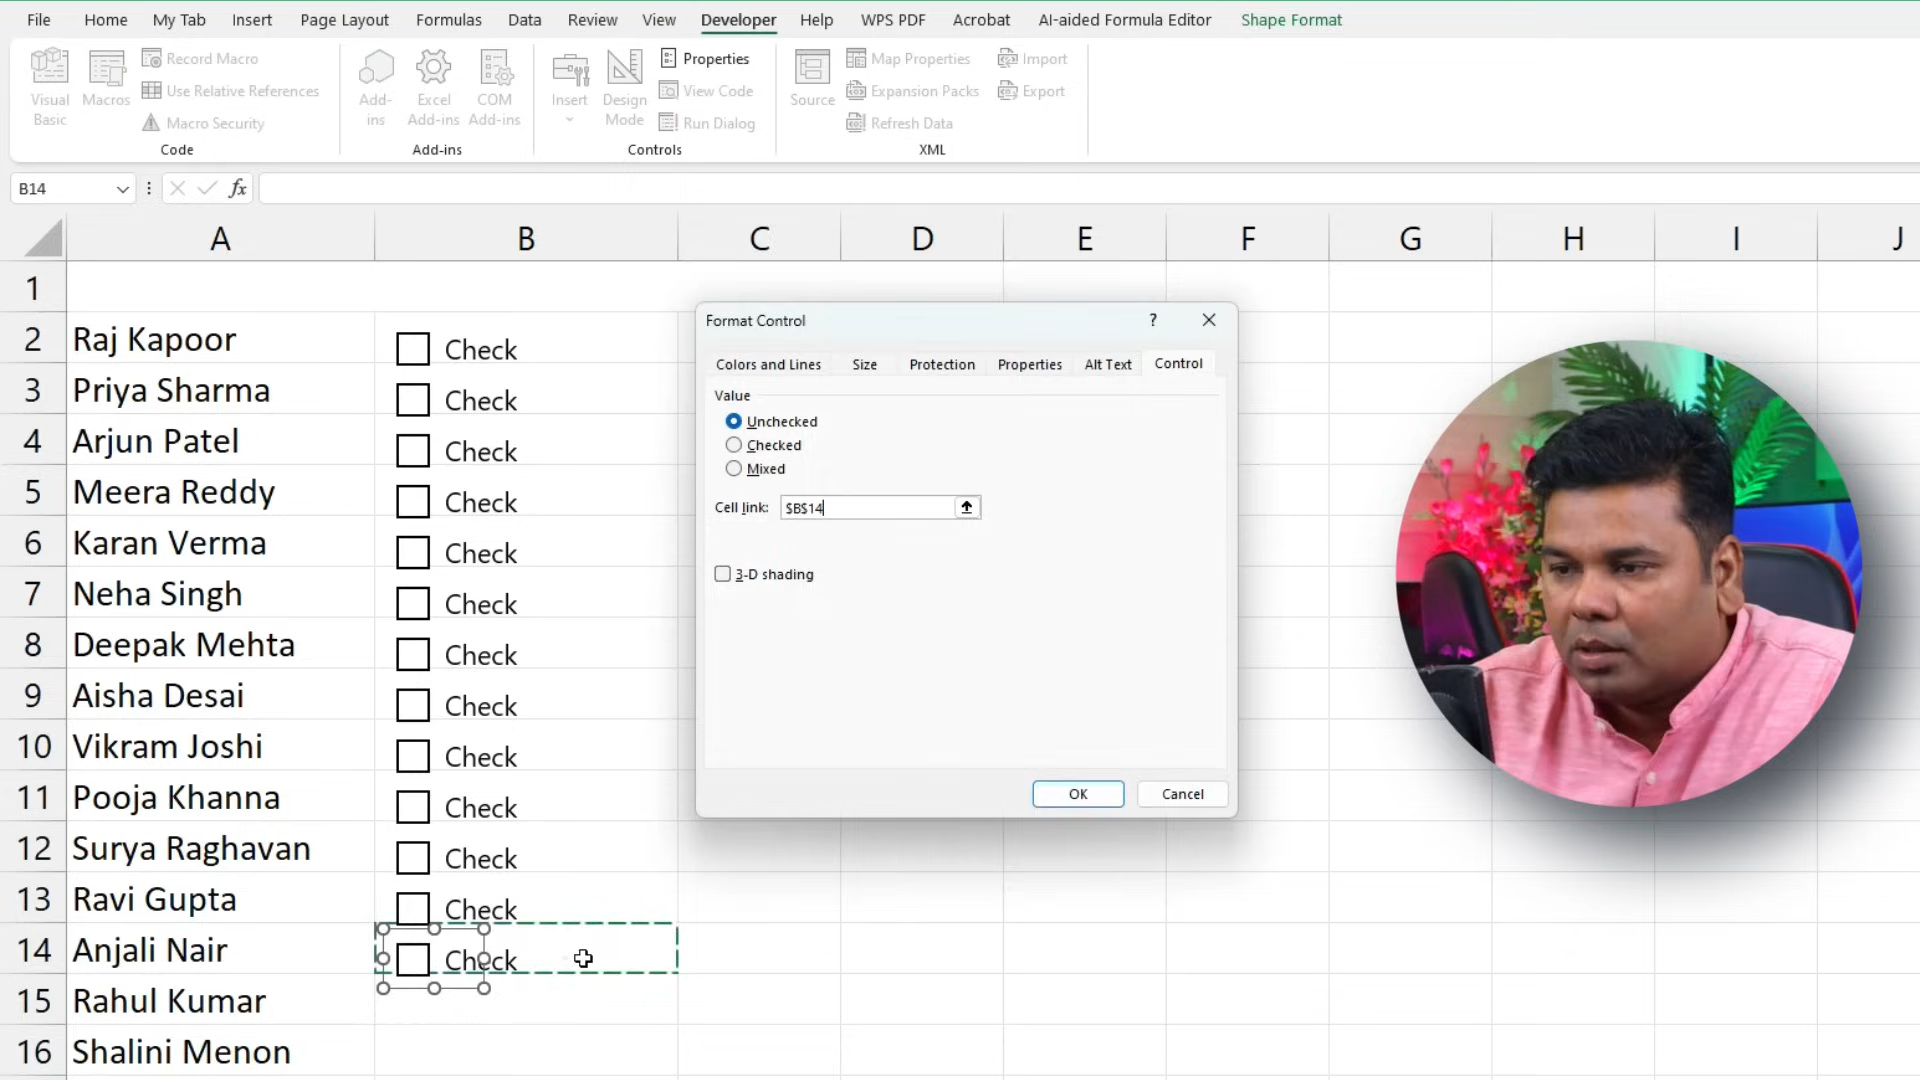 File Home My Tab Insert Page Layout Formulas Data Review View Developer Help WPS PDF Acrobat AI-aided Formula Editor Shape Format
Visual Basic
Macros
Record Macro
Use Relative References
Macro Security
Code
Add-ins
Excel Add-ins
COM Add-ins
Add-ins
Insert
Design Mode
Properties
View Code
Run Dialog
Controls
Source
Map Properties
Expansion Packs
Refresh Data
Import
Export
XML
B14 fx
A B C D E F G H I J
1
2 Raj Kapoor Check
3 Priya Sharma Check
4 Arjun Patel Check
5 Meera Reddy Check
6 Karan Verma Check
7 Neha Singh Check
8 Deepak Mehta Check
9 Aisha Desai Check
10 Vikram Joshi Check
11 Pooja Khanna Check
12 Surya Raghavan Check
13 Ravi Gupta Check
14 Anjali Nair Check
15 Rahul Kumar
16 Shalini Menon
Format Control ?
Colors and Lines Size Protection Properties Alt Text Control
Value
Unchecked
Checked
Mixed
Cell link: $B$14
3-D shading
OK Cancel